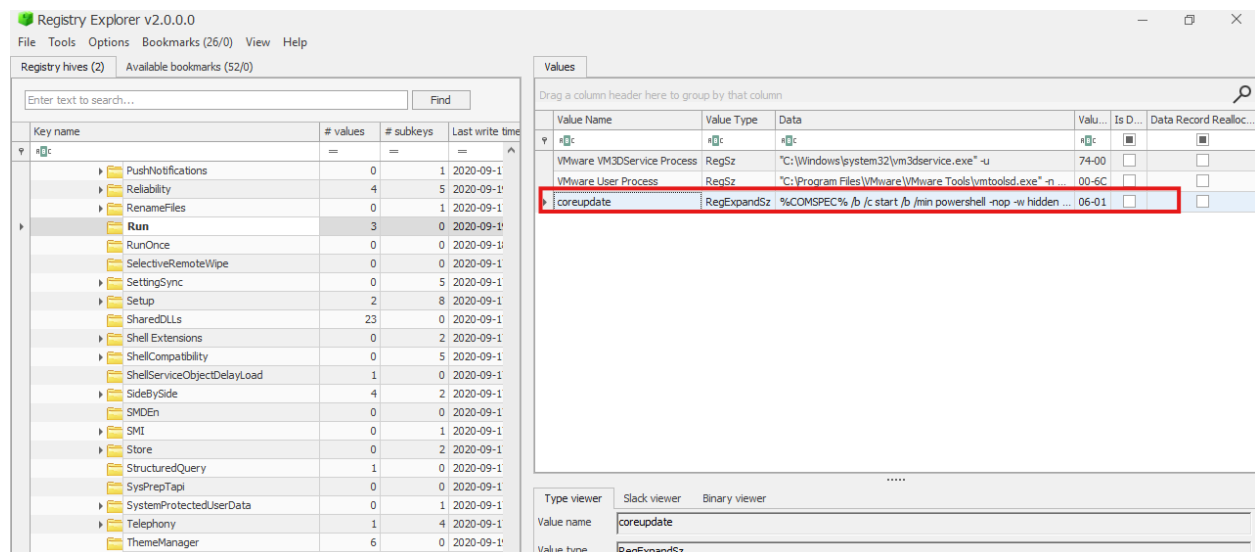 Registry Explorer v2.0.0.0
File Tools Options Bookmarks (26/0) View Help
Registry hives (2) Available bookmarks (52/0)
Enter text to search... Find
Key name # values # subkeys Last write time
= = =
PushNotifications 0 1 2020-09-1
Reliability 4 5 2020-09-1
RenameFiles 0 1 2020-09-1
Run 3 0 2020-09-1
RunOnce 0 0 2020-09-1
SelectiveRemoteWipe 0 0 2020-09-1
SettingSync 0 5 2020-09-1
Setup 2 8 2020-09-1
SharedDLLs 23 0 2020-09-1
Shell Extensions 0 2 2020-09-1
ShellCompatibility 0 5 2020-09-1
ShellServiceObjectDelayLoad 1 0 2020-09-1
SideBySide 4 2 2020-09-1
SMDEn 0 0 2020-09-1
SMI 0 1 2020-09-1
Store 0 2 2020-09-1
StructuredQuery 1 0 2020-09-1
SysPrepTapi 0 0 2020-09-1
SystemProtectedUserData 0 1 2020-09-1
Telephony 1 4 2020-09-1
ThemeManager 6 0 2020-09-1
Values
Drag a column header here to group by that column
Value Name Value Type Data Valu... Is D... Data Record Realloc...
VMware VM3DService Process RegSz "C:\Windows\system32\vm3dservice.exe" -u 74-00
VMware User Process RegSz "C:\Program Files\VMware\VMware Tools\vmtoolsd.exe" -n ... 00-6C
coreupdate RegExpandSz %COMSPEC% /b /c start /b /min powershell -nop -w hidden ... 06-01
Type viewer Slack viewer Binary viewer
Value name coreupdate
Value type RegExpandSz